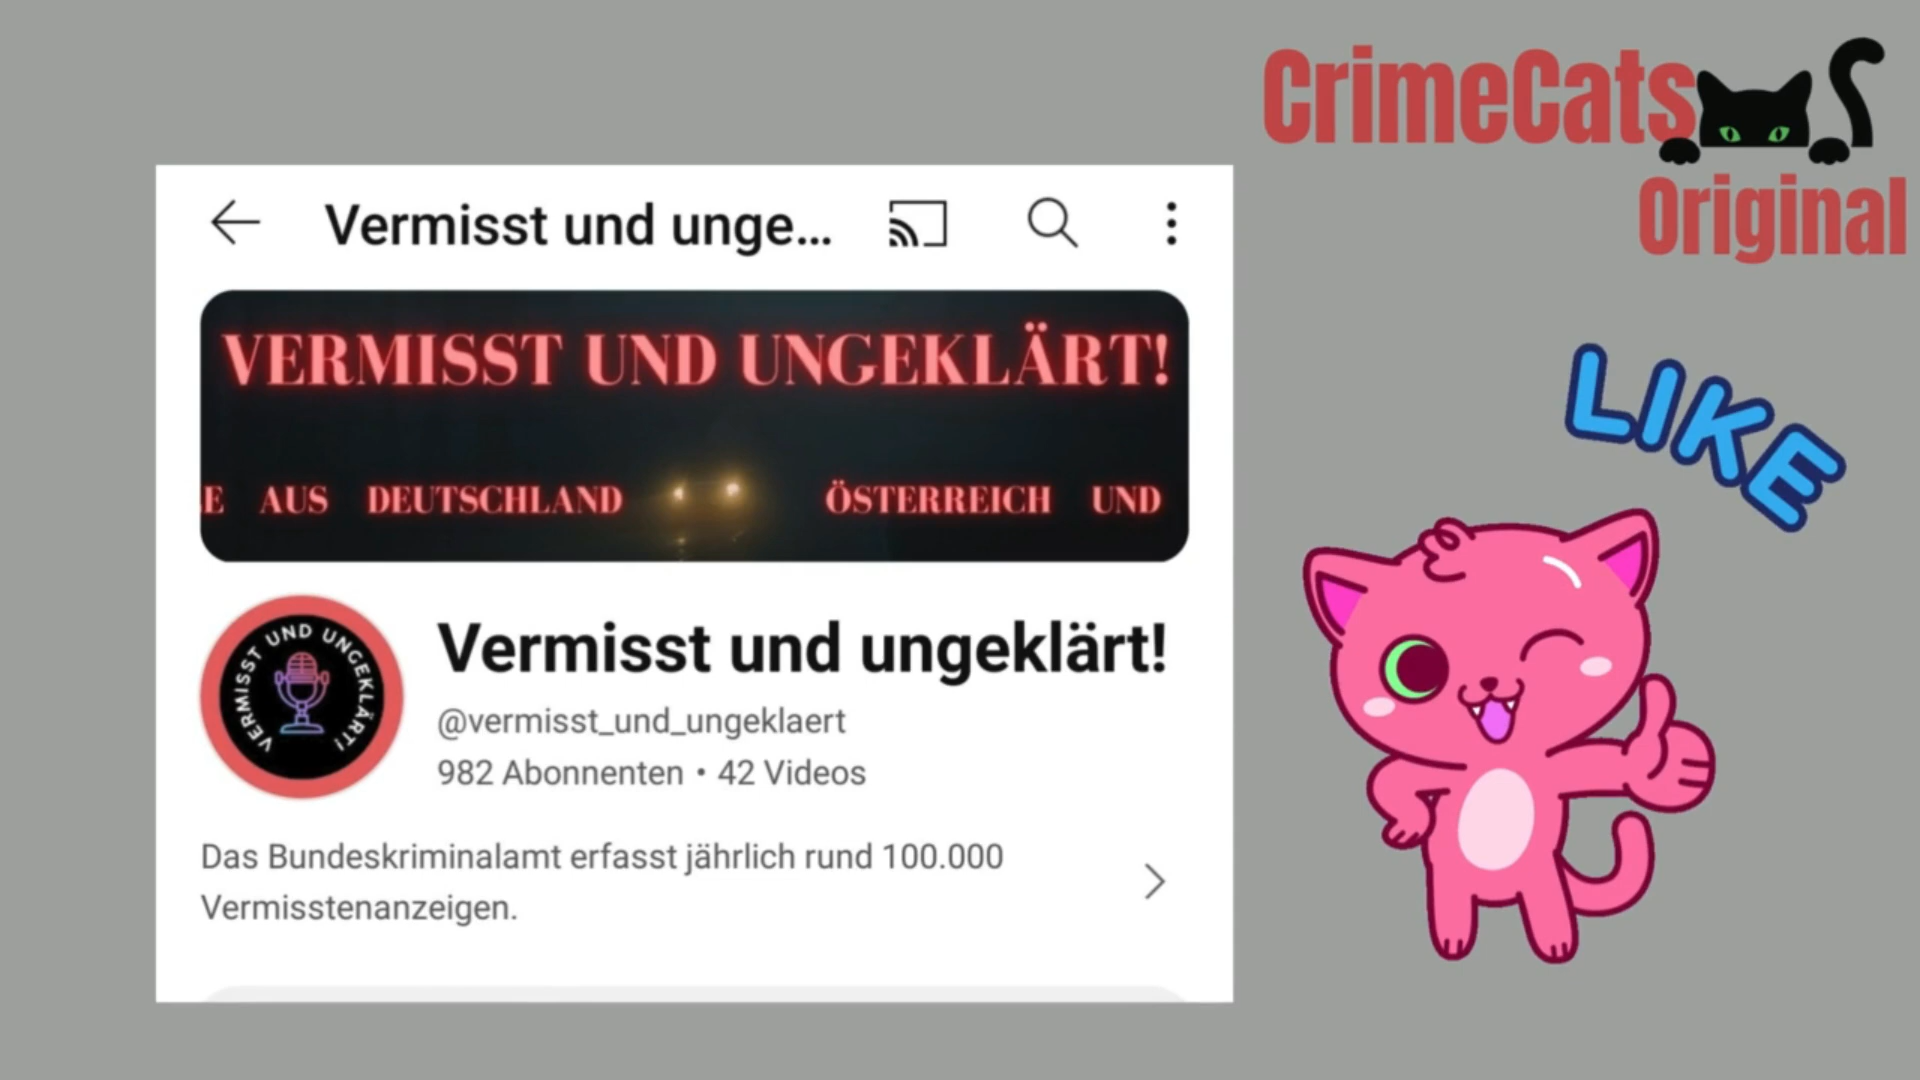 CrimeCats
Original
Vermisst und unge...
VERMISST UND UNGEKLÄRT!
E AUS DEUTSCHLAND ÖSTERREICH UND
LIKE
VERMISST UND UNGEKLÄRT!
Vermisst und ungeklärt!
@vermisst_und_ungeklaert
982 Abonnenten • 42 Videos
Das Bundeskriminalamt erfasst jährlich rund 100.000
Vermisstenanzeigen.